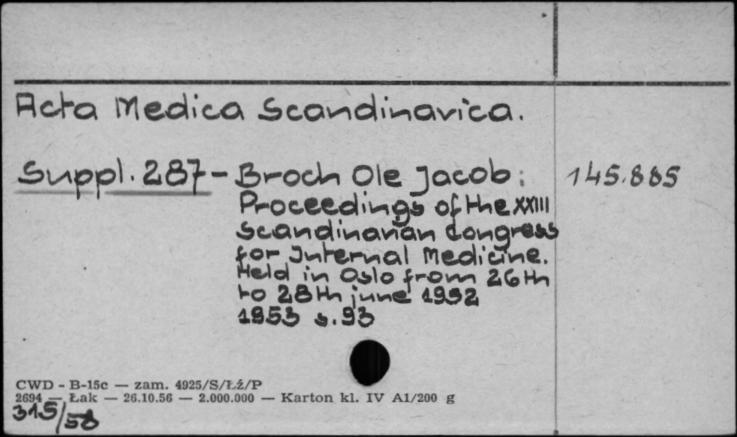 Acta Medica Scandinavica.
Suppl. 287 - Broch Ole Jacob: 145.885
Proceedings of the XXIII
Scandinavian Congress
for Internal Medicine.
Held in Oslo from 26th
to 28th june 1952
1953 s. 93
CWD - B-15c — zam. 4925/S/Łź/P
2694 — Łak — 26.10.56 — 2.000.000 — Karton kl. IV A1/200 g
315/58